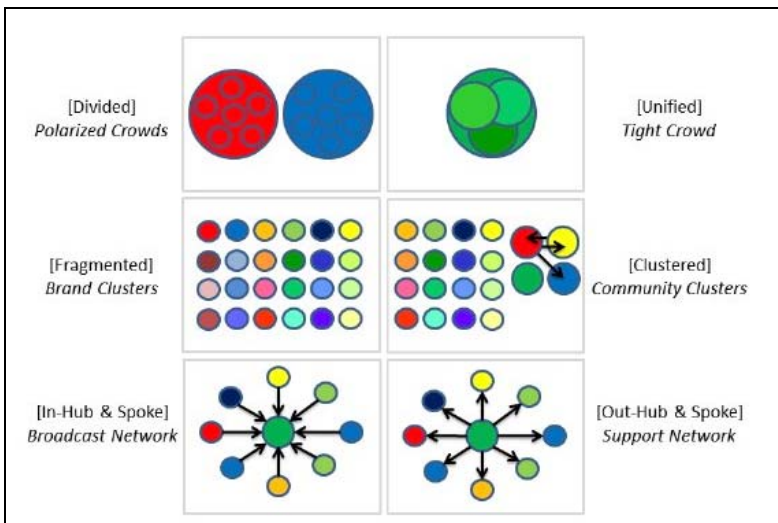 [Divided]
Polarized Crowds
[Unified]
Tight Crowd
[Fragmented]
Brand Clusters
[Clustered]
Community Clusters
[In-Hub & Spoke]
Broadcast Network
[Out-Hub & Spoke]
Support Network